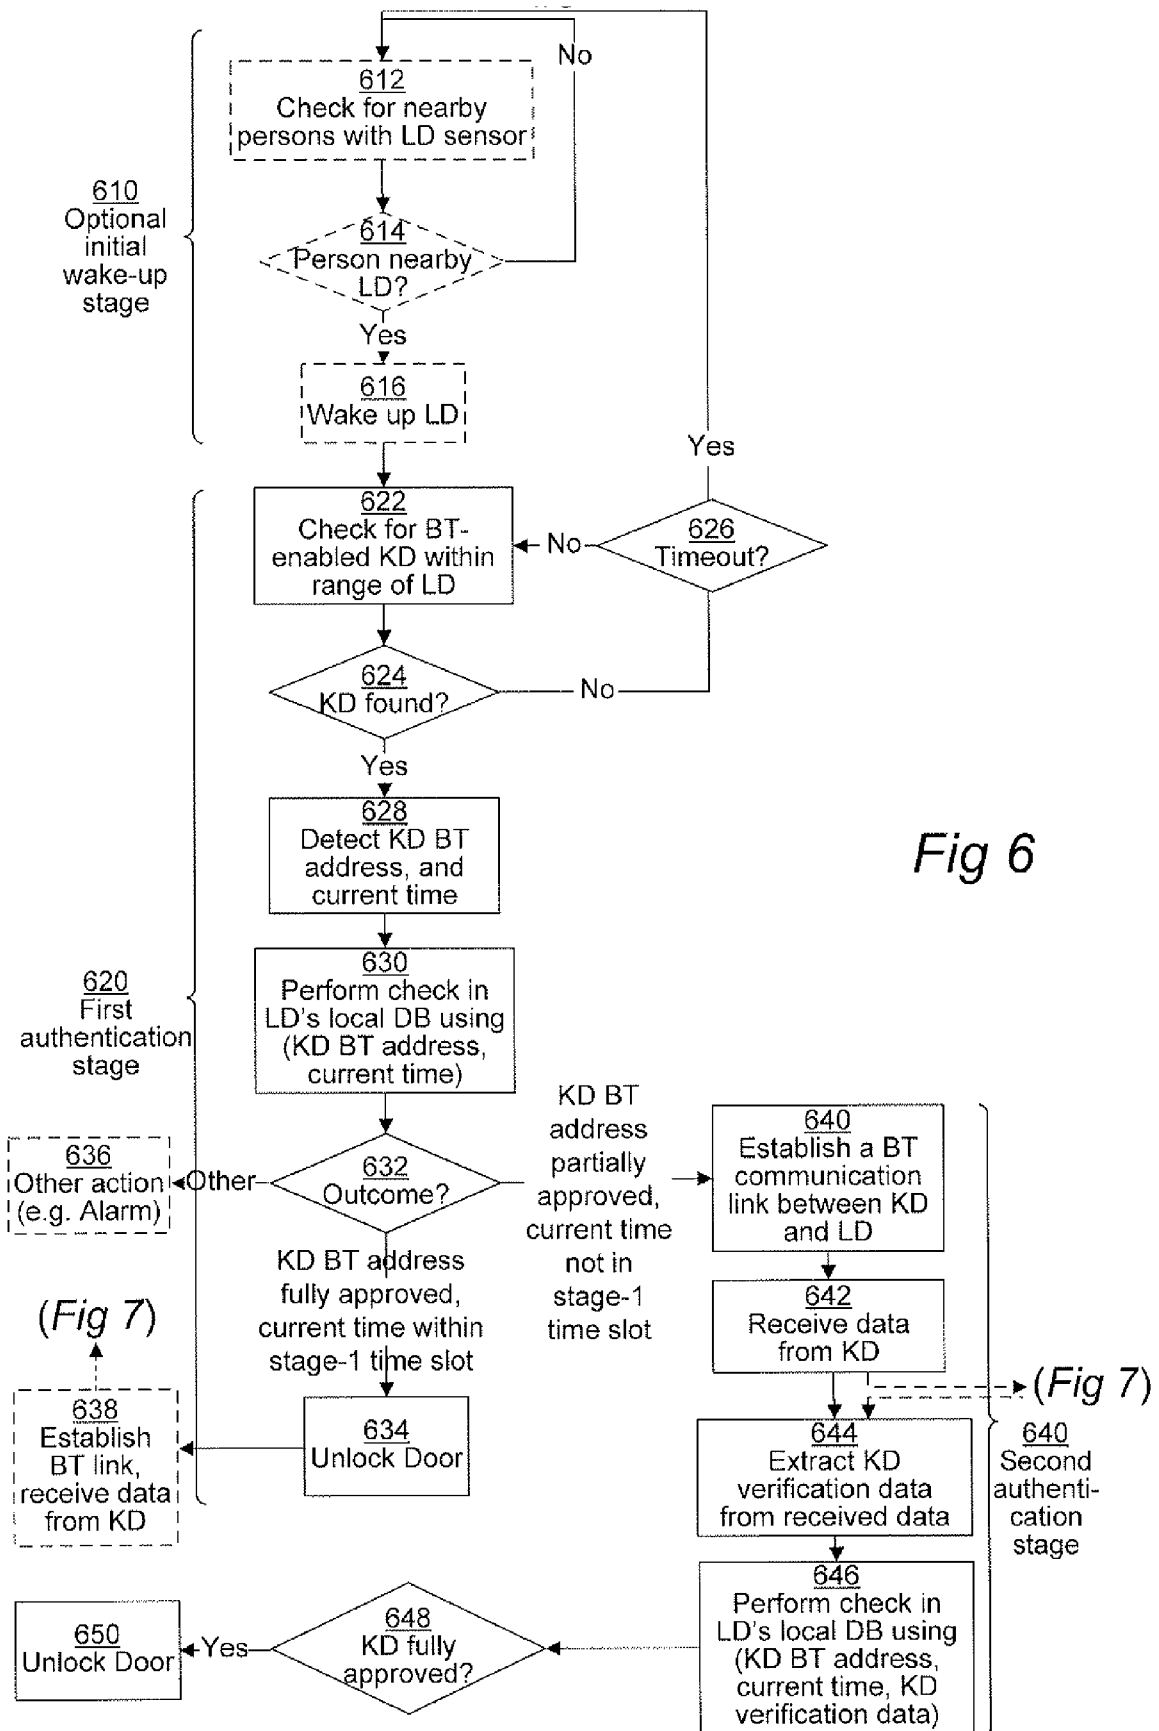 No
612
Check for nearby
persons with LD sensor
610
Optional
initial
wake-up
stage
614
Person nearby
LD?
Yes
616
Wake up LD
Yes
622
Check for BT-
enabled KD within
range of LD
No
626
Timeout?
624
KD found?
No
Yes
628
Detect KD BT
address, and
current time
Fig 6
620
First
authentication
stage
630
Perform check in
LD's local DB using
(KD BT address,
current time)
636
Other action
(e.g. Alarm)
Other
632
Outcome?
KD BT
address
partially
approved,
current time
not in
stage-1
time slot
640
Establish a BT
communication
link between KD
and LD
KD BT address
fully approved,
current time within
stage-1 time slot
(Fig 7)
642
Receive data
from KD
(Fig 7)
638
Establish
BT link,
receive data
from KD
634
Unlock Door
644
Extract KD
verification data
from received data
640
Second
authenti-
cation
stage
646
Perform check in
LD's local DB using
(KD BT address,
current time, KD
verification data)
648
KD fully
approved?
Yes
650
Unlock Door